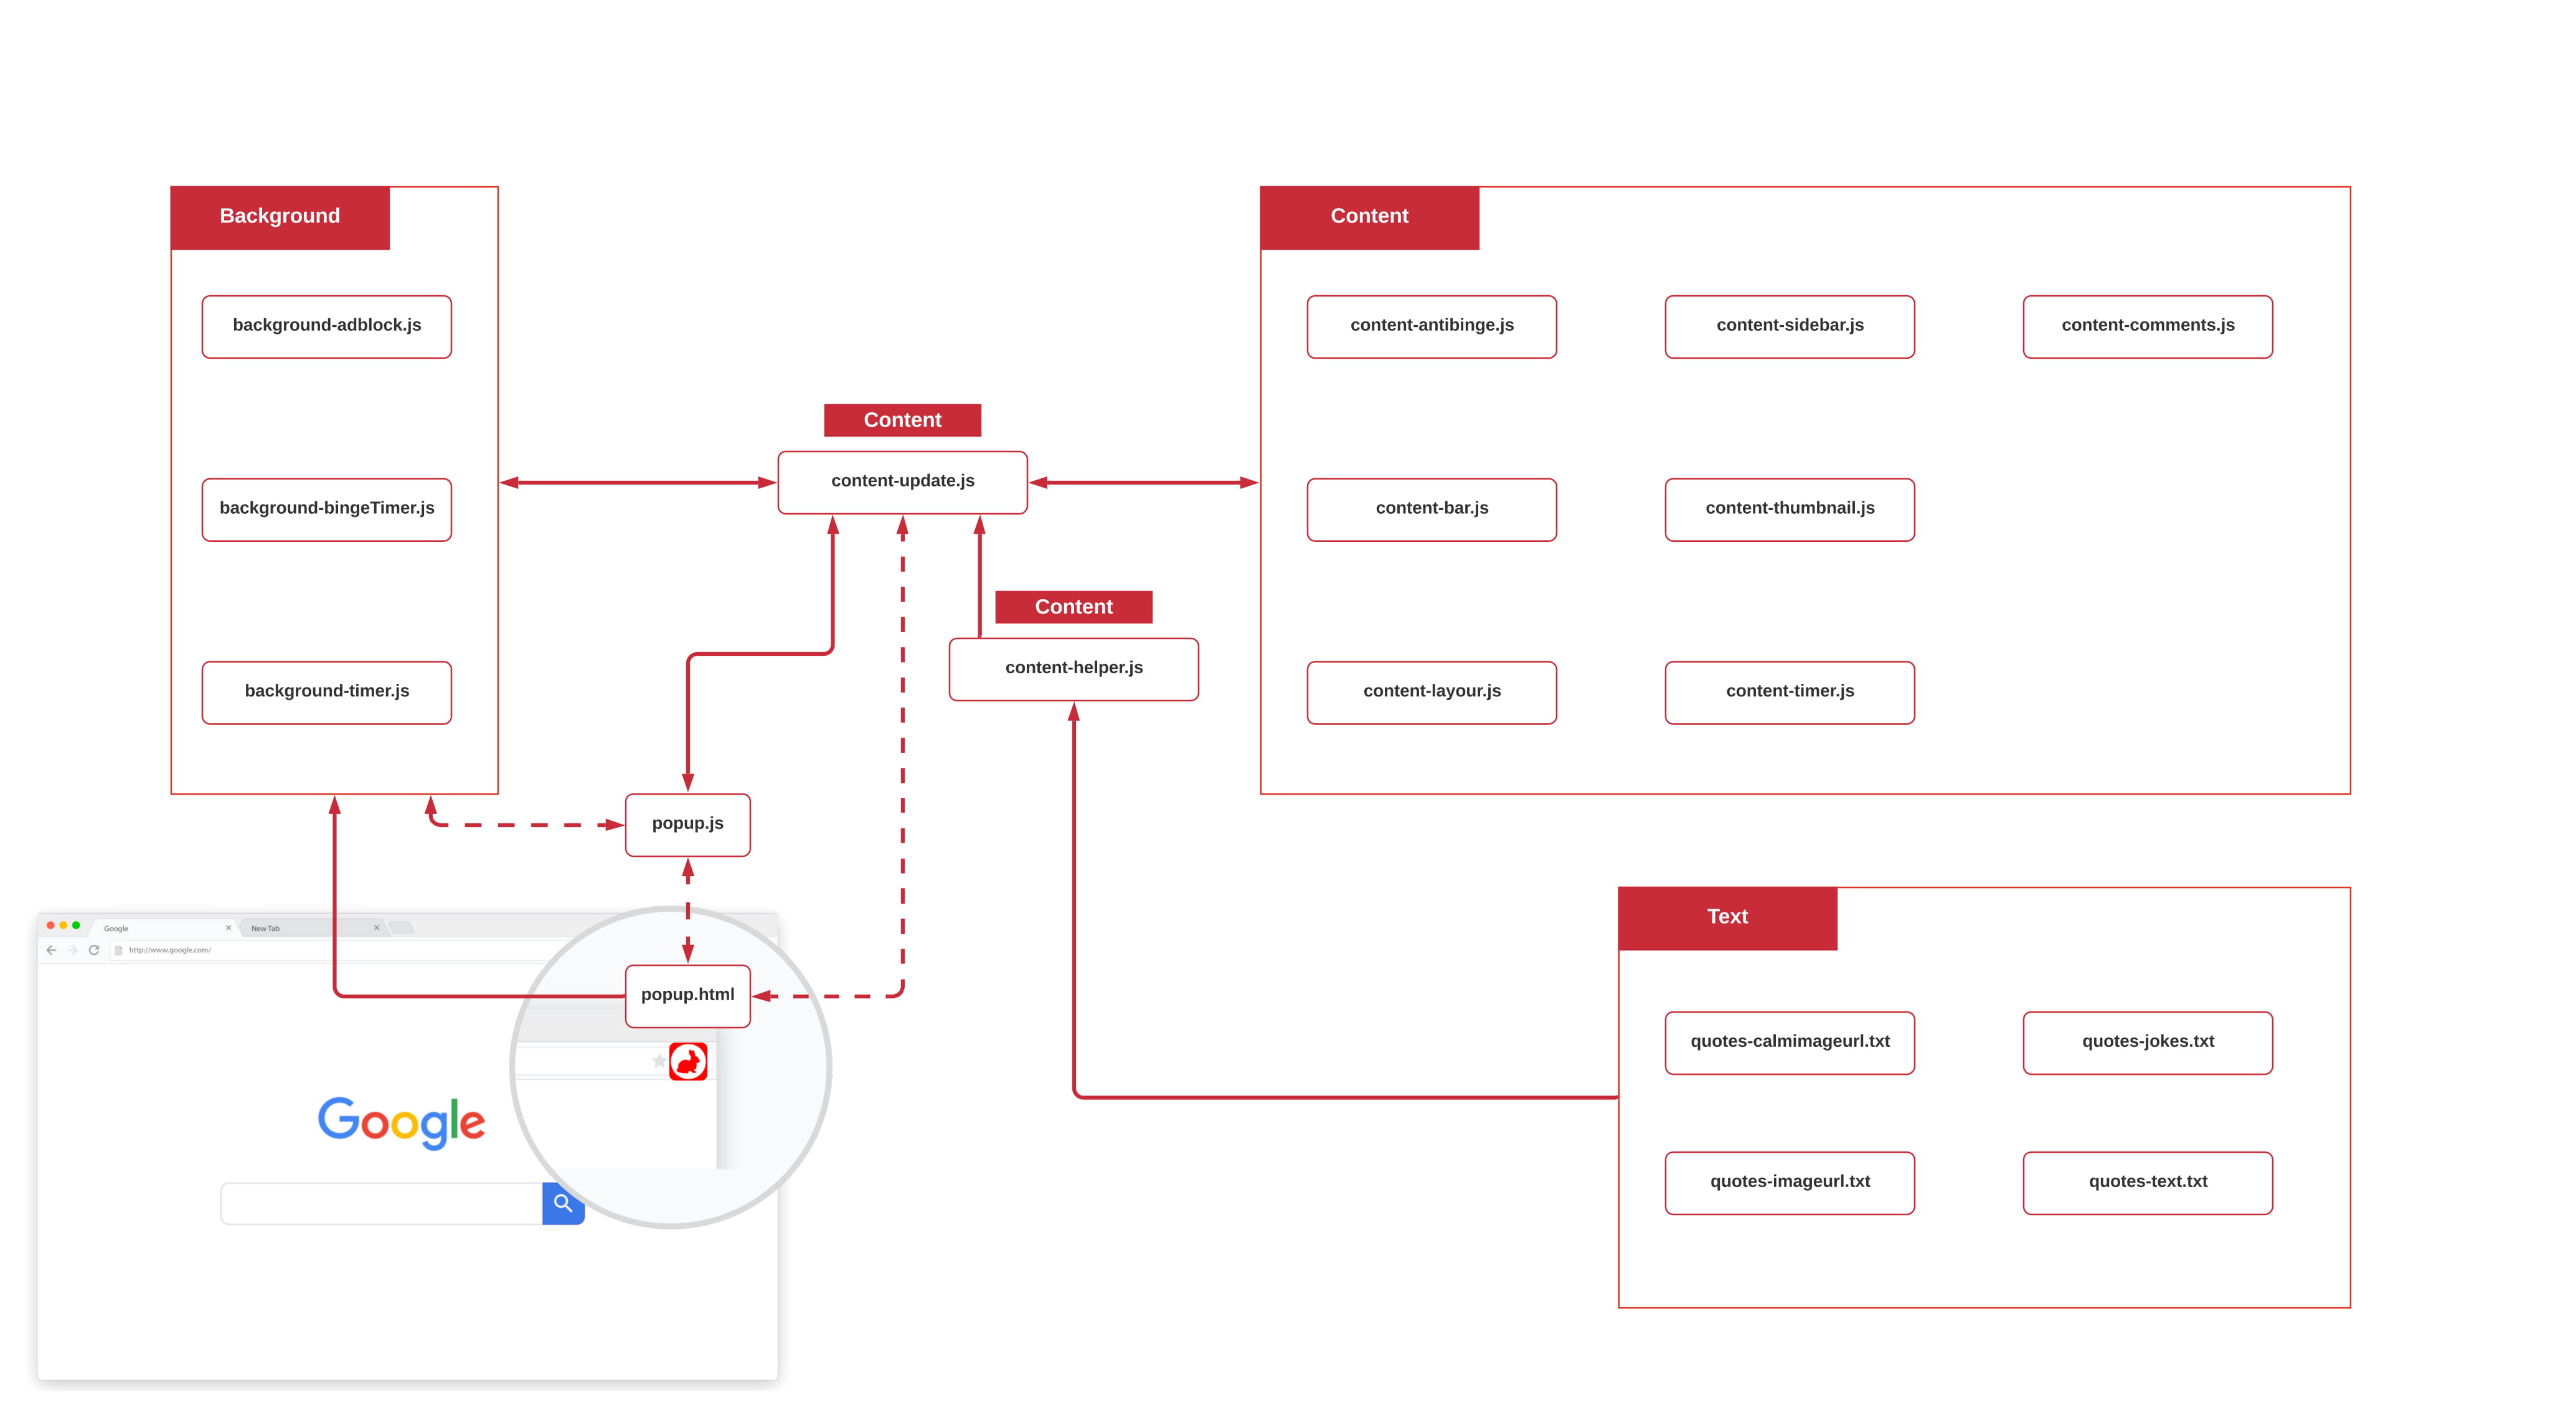 Background
background-adblock.js
background-bingeTimer.js
background-timer.js
Content
content-update.js
Content
content-helper.js
popup.js
popup.html
Content
content-antibinge.js
content-sidebar.js
content-comments.js
content-bar.js
content-thumbnail.js
content-layour.js
content-timer.js
Text
quotes-calmimageurl.txt
quotes-jokes.txt
quotes-imageurl.txt
quotes-text.txt
Google
New Tab
http://www.google.com/
Google